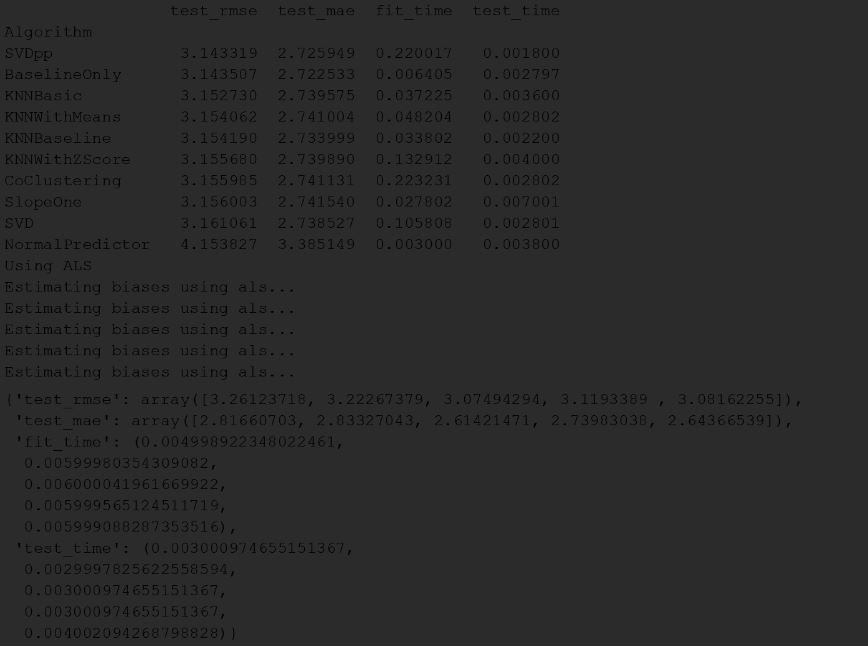 test_rmse test_mae fit_time test_time
Algorithm
SVDpp 3.143319 2.725949 0.220017 0.001800
BaselineOnly 3.143507 2.722533 0.006405 0.002797
KNNBasic 3.152730 2.739575 0.037225 0.003600
KNNWithMeans 3.154062 2.741004 0.048204 0.002802
KNNBaseline 3.154190 2.733999 0.033802 0.002200
KNNWithZScore 3.155680 2.739890 0.132912 0.004000
CoClustering 3.155985 2.741131 0.223231 0.002802
SlopeOne 3.156003 2.741540 0.027802 0.007001
SVD 3.161061 2.738527 0.105808 0.002801
NormalPredictor 4.153827 3.385149 0.003000 0.003800
Using ALS
Estimating biases using als...
Estimating biases using als...
Estimating biases using als...
Estimating biases using als...
Estimating biases using als...
{'test_rmse': array([3.26123718, 3.22267379, 3.07494294, 3.1193389 , 3.08162255]),
'test_mae': array([2.81660703, 2.83327043, 2.61421471, 2.73983038, 2.64366539]),
'fit_time': (0.004998922348022461,
0.00599980354309082,
0.006000041961669922,
0.005999565124511719,
0.005999088287353516),
'test_time': (0.003000974655151367,
0.0029997825622558594,
0.003000974655151367,
0.003000974655151367,
0.004002094268798828)}